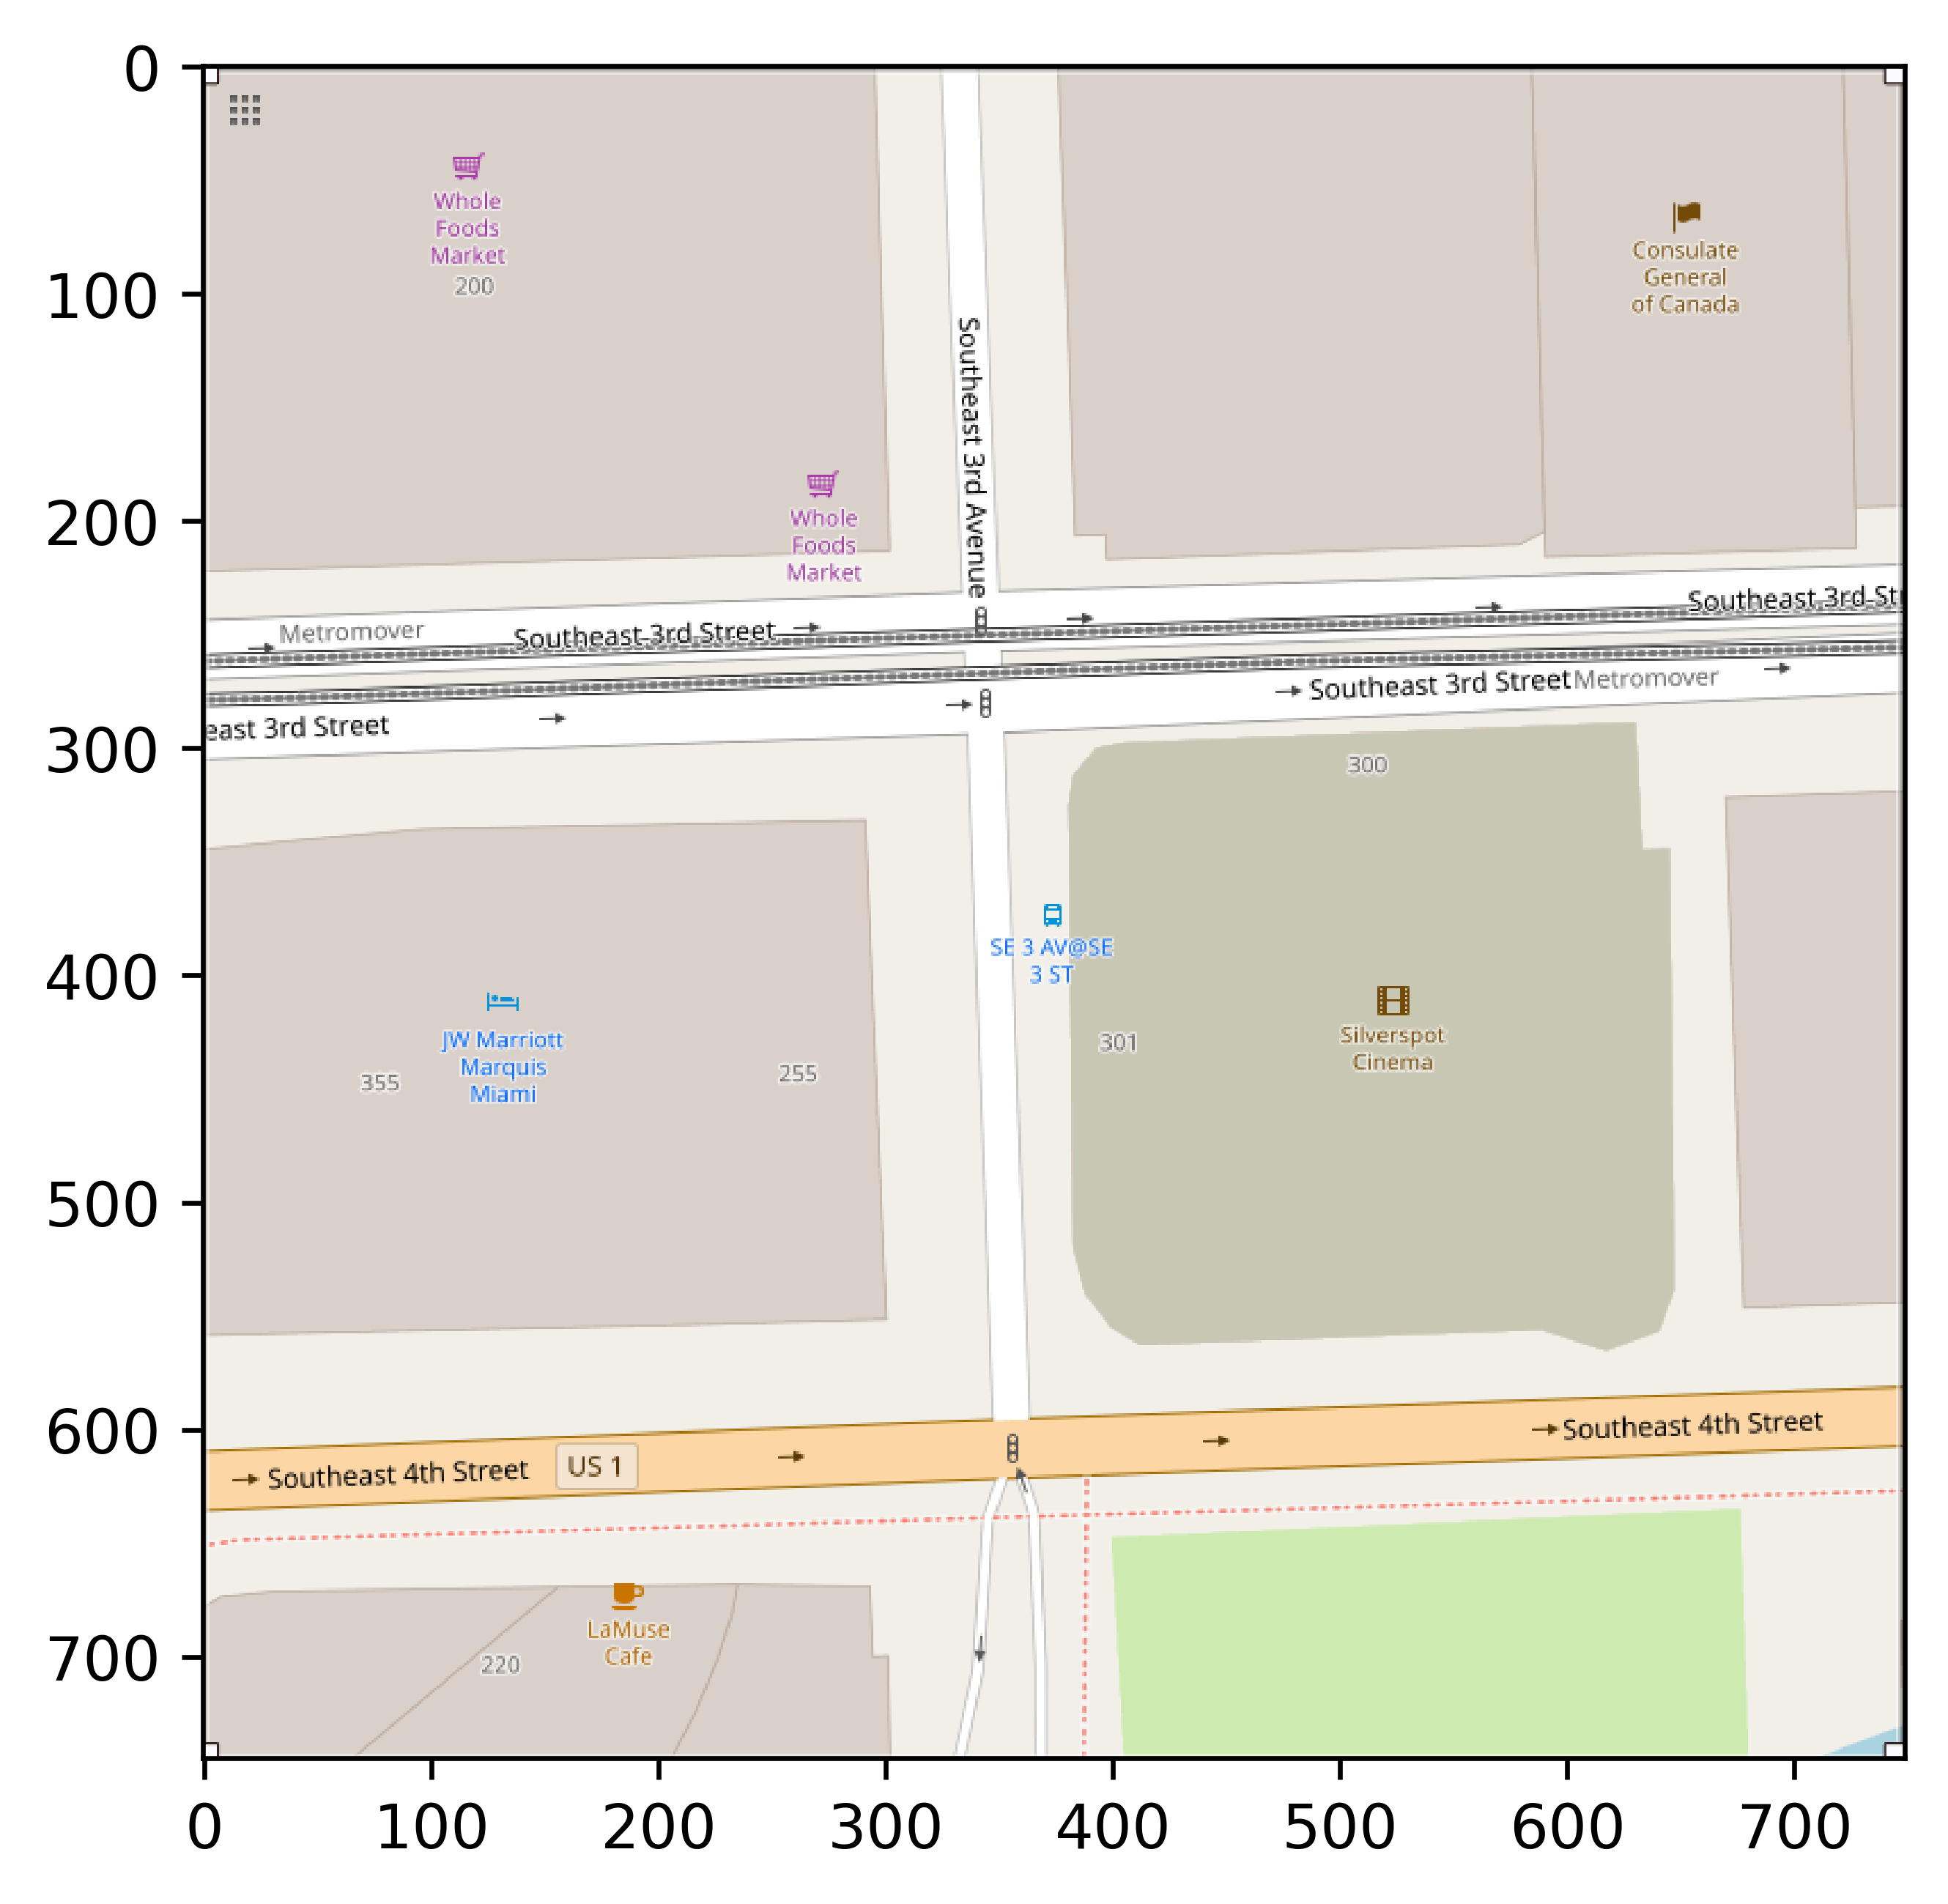 0
100
200
300
400
500
600
700
0
100
200
300
400
500
600
700
Whole
Foods
Market
200
Consulate
General
of Canada
Southeast 3rd Avenue
Whole
Foods
Market
Metromover
Southeast 3rd Street
Southeast 3rd Str
east 3rd Street
Southeast 3rd Street
Metromover
300
SE 3 AV@SE
3 ST
JW Marriott
Marquis
Miami
355
255
301
Silverspot
Cinema
Southeast 4th Street
US 1
Southeast 4th Street
LaMuse
Cafe
220